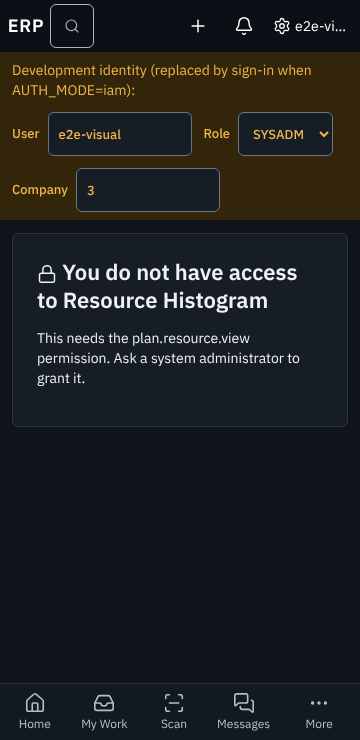 ERP
e2e-vi...
Development identity (replaced by sign-in when
AUTH_MODE=iam):
User e2e-visual Role SYSADM
Company 3
You do not have access
to Resource Histogram
This needs the plan.resource.view
permission. Ask a system administrator to
grant it.
Home My Work Scan Messages More